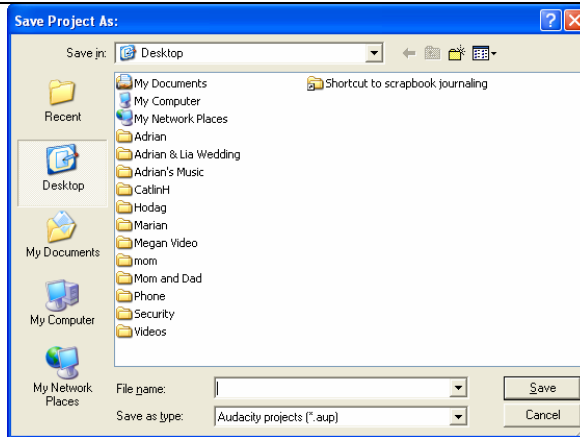 Save Project As:
Save in:
Desktop
My Documents
My Computer
My Network Places
Adrian
Adrian & Lia Wedding
Adrian's Music
CatlinH
Hodag
Marian
Megan Video
mom
Mom and Dad
Phone
Security
Videos
Shortcut to scrapbook journaling
Recent
Desktop
My Documents
My Computer
My Network
Places
File name:
Save
Save as type:
Audacity projects (*.aup)
Cancel